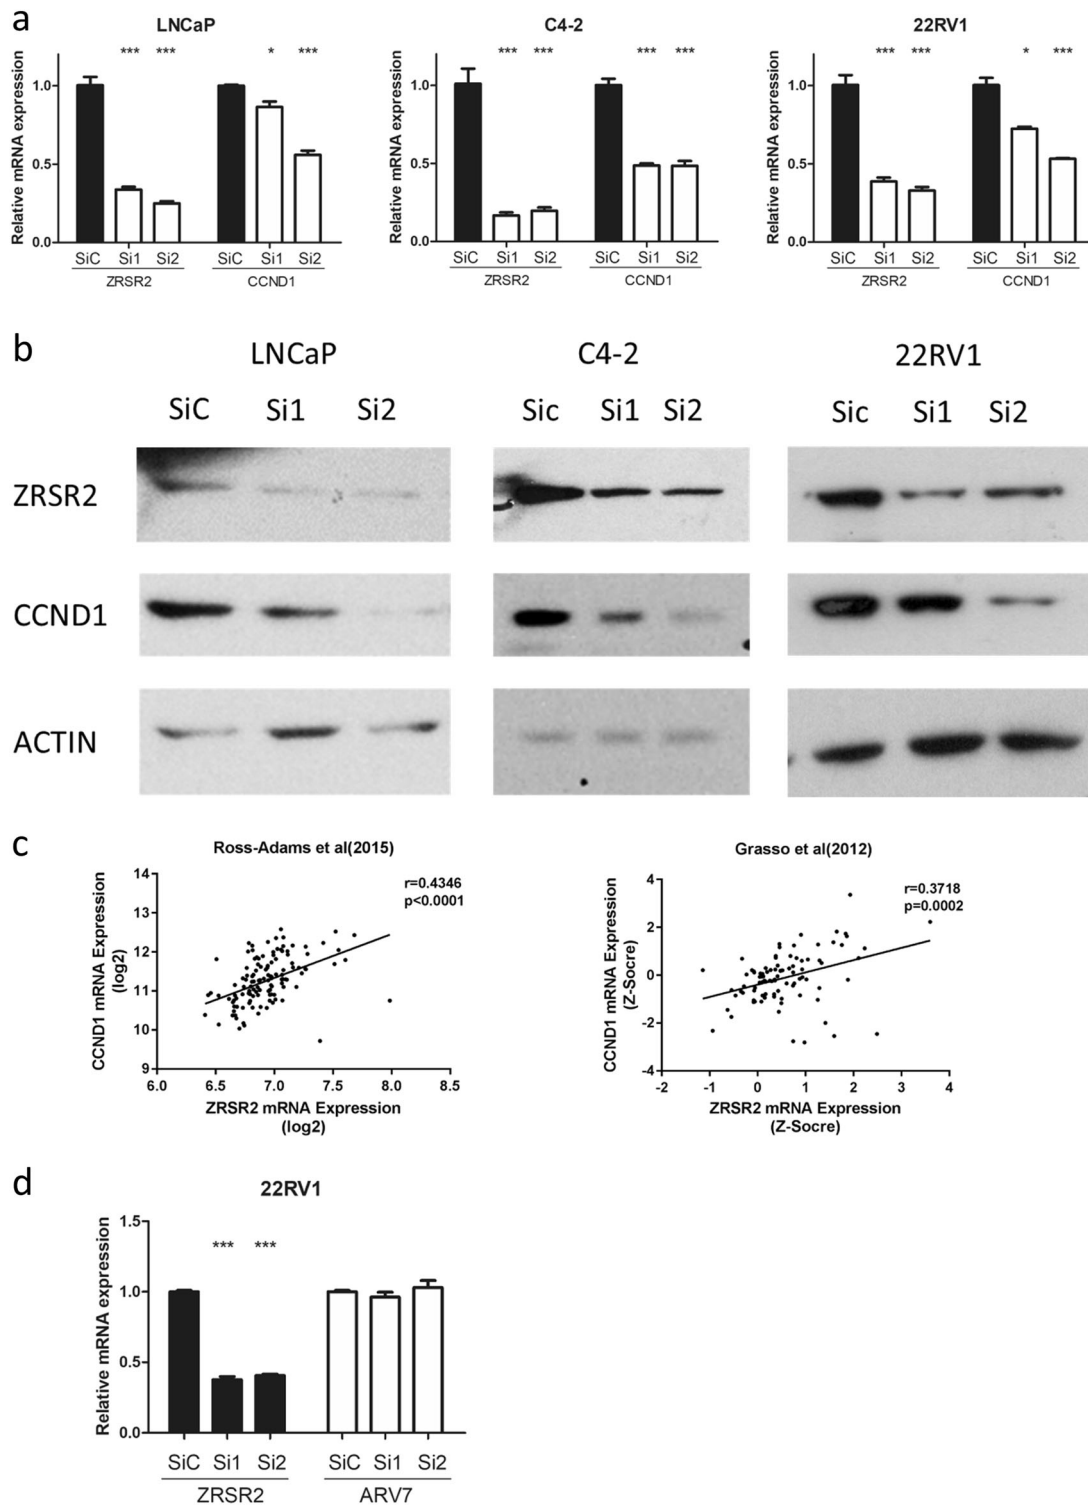 a
LNCaP
Relative mRNA expression
1.0
0.5
0.0
*** *** * ***
SiC Si1 Si2 SiC Si1 Si2
ZRSR2 CCND1
C4-2
Relative mRNA expression
1.0
0.5
0.0
*** *** *** ***
SiC Si1 Si2 SiC Si1 Si2
ZRSR2 CCND1
22RV1
Relative mRNA expression
1.0
0.5
0.0
*** *** * ***
SiC Si1 Si2 SiC Si1 Si2
ZRSR2 CCND1
b
LNCaP C4-2 22RV1
SiC Si1 Si2 Sic Si1 Si2 Sic Si1 Si2
ZRSR2
CCND1
ACTIN
c
Ross-Adams et al(2015)
r=0.4346
p<0.0001
CCND1 mRNA Expression
(log2)
14
13
12
11
10
9
6.0 6.5 7.0 7.5 8.0 8.5
ZRSR2 mRNA Expression
(log2)
Grasso et al(2012)
r=0.3718
p=0.0002
CCND1 mRNA Expression
(Z-Socre)
4
2
0
-2
-4
-2 -1 0 1 2 3 4
ZRSR2 mRNA Expression
(Z-Socre)
d
22RV1
Relative mRNA expression
1.5
1.0
0.5
0.0
*** ***
SiC Si1 Si2 SiC Si1 Si2
ZRSR2 ARV7